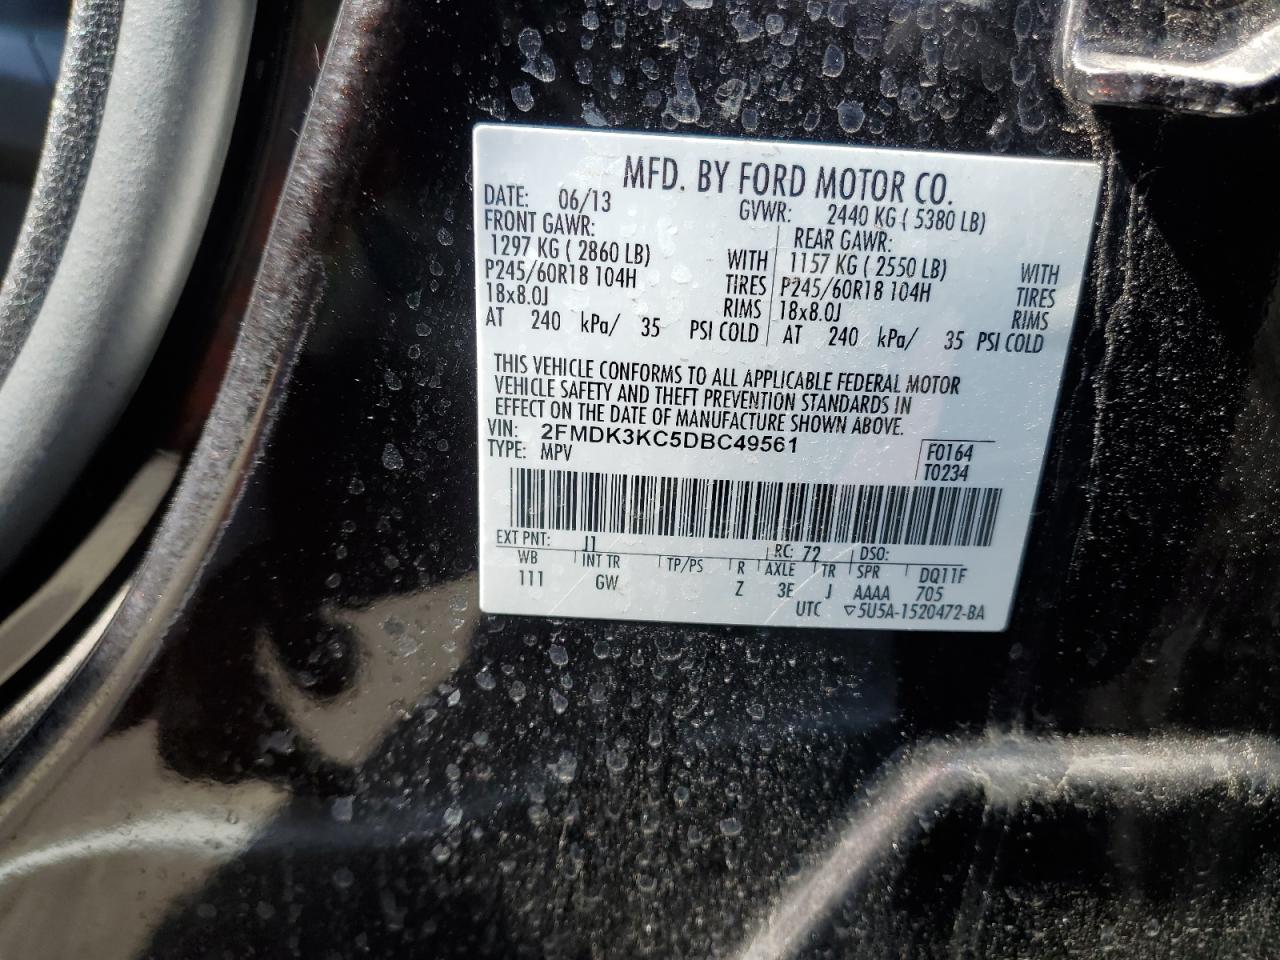 MFD. BY FORD MOTOR CO.
DATE: 06/13 GVWR: 2440 KG ( 5380 LB)
FRONT GAWR: REAR GAWR:
1297 KG ( 2860 LB) WITH 1157 KG ( 2550 LB) WITH
P245/60R18 104H TIRES P245/60R18 104H TIRES
18x8.0J RIMS 18x8.0J RIMS
AT 240 kPa/ 35 PSI COLD AT 240 kPa/ 35 PSI COLD
THIS VEHICLE CONFORMS TO ALL APPLICABLE FEDERAL MOTOR
VEHICLE SAFETY AND THEFT PREVENTION STANDARDS IN
EFFECT ON THE DATE OF MANUFACTURE SHOWN ABOVE.
VIN: 2FMDK3KC5DBC49561 F0164
TYPE: MPV T0234
EXT PNT: J1 RC: 72 DSO:
WB INT TR TP/PS R AXLE TR SPR DQ11F
111 GW Z 3E J AAAA 705
UTC ▽5U5A-1520472-BA